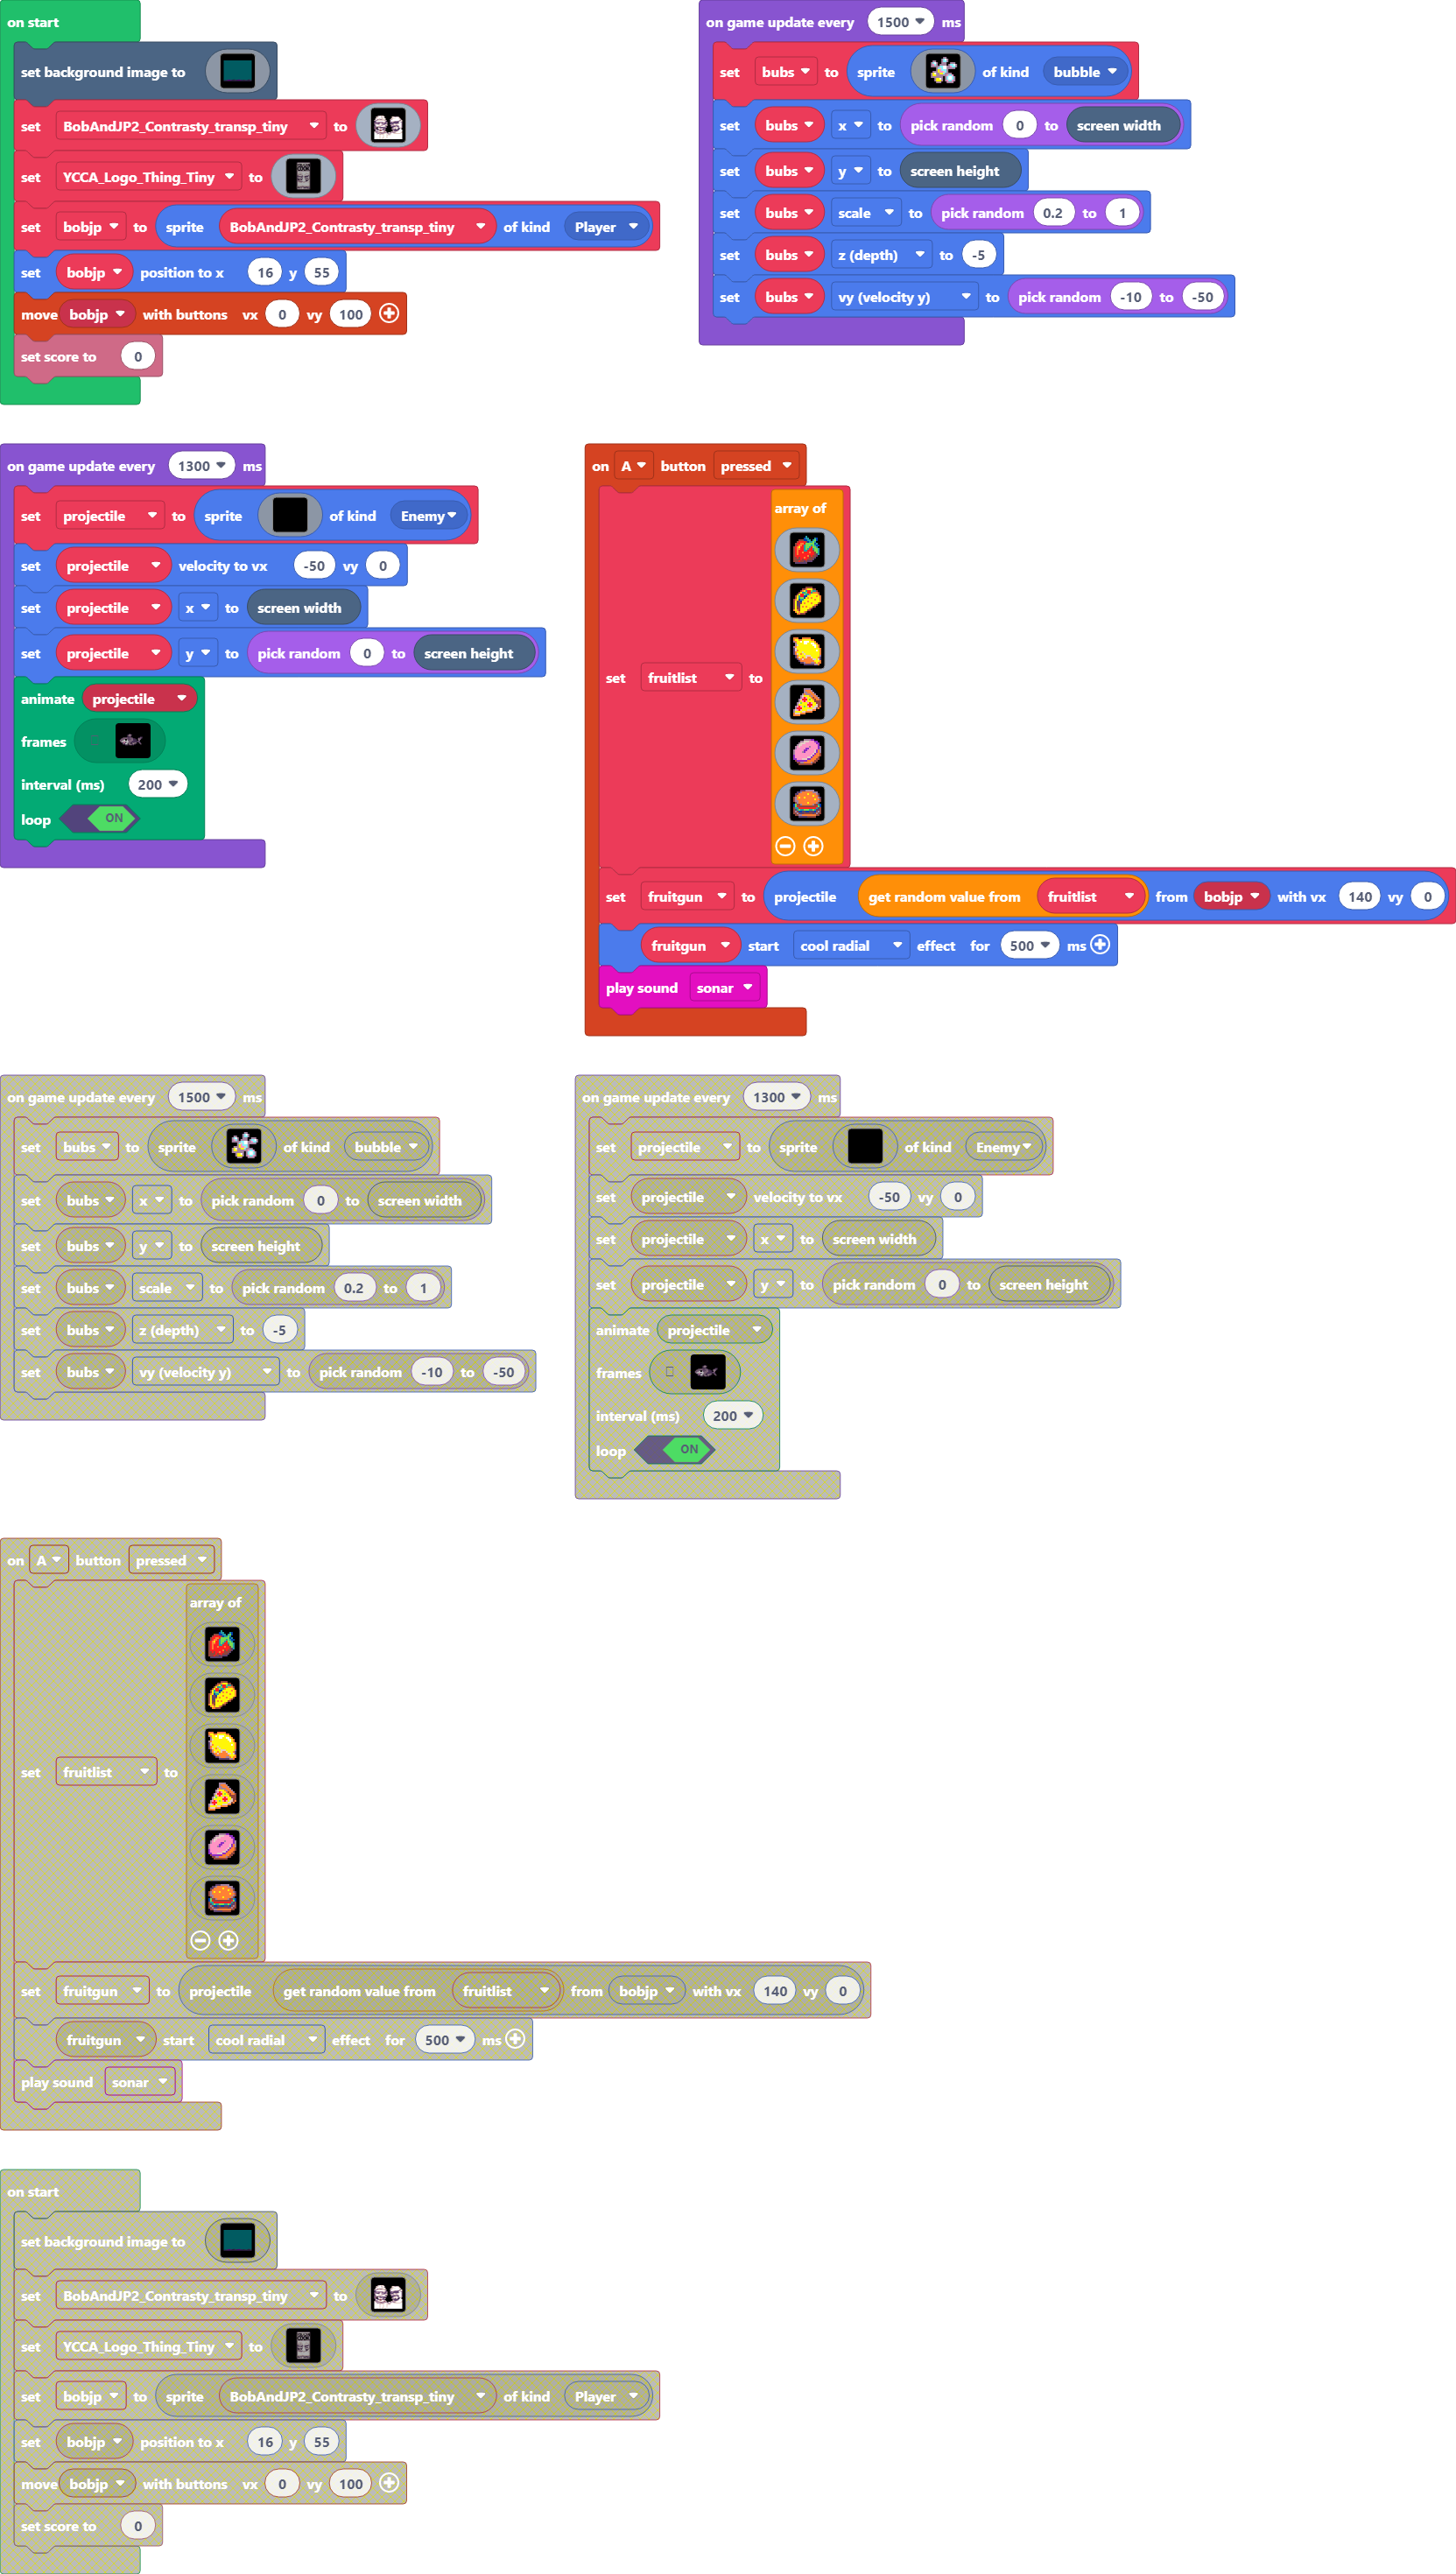 on start
set background image to
set BobAndJP2_Contrasty_transp_tiny to
set YCCA_Logo_Thing_Tiny to
set bobjp to sprite BobAndJP2_Contrasty_transp_tiny of kind Player
set bobjp position to x 16 y 55
move bobjp with buttons vx 0 vy 100
set score to 0
on game update every 1500 ms
set bubs to sprite of kind bubble
set bubs x to pick random 0 to screen width
set bubs y to screen height
set bubs scale to pick random 0.2 to 1
set bubs z (depth) to -5
set bubs vy (velocity y) to pick random -10 to -50
on game update every 1300 ms
set projectile to sprite of kind Enemy
set projectile velocity to vx -50 vy 0
set projectile x to screen width
set projectile y to pick random 0 to screen height
animate projectile
frames
interval (ms) 200
loop ON
on A button pressed
array of
set fruitlist to
set fruitgun to projectile get random value from fruitlist from bobjp with vx 140 vy 0
fruitgun start cool radial effect for 500 ms
play sound sonar
on game update every 1500 ms
set bubs to sprite of kind bubble
set bubs x to pick random 0 to screen width
set bubs y to screen height
set bubs scale to pick random 0.2 to 1
set bubs z (depth) to -5
set bubs vy (velocity y) to pick random -10 to -50
on game update every 1300 ms
set projectile to sprite of kind Enemy
set projectile velocity to vx -50 vy 0
set projectile x to screen width
set projectile y to pick random 0 to screen height
animate projectile
frames
interval (ms) 200
loop ON
on A button pressed
array of
set fruitlist to
set fruitgun to projectile get random value from fruitlist from bobjp with vx 140 vy 0
fruitgun start cool radial effect for 500 ms
play sound sonar
on start
set background image to
set BobAndJP2_Contrasty_transp_tiny to
set YCCA_Logo_Thing_Tiny to
set bobjp to sprite BobAndJP2_Contrasty_transp_tiny of kind Player
set bobjp position to x 16 y 55
move bobjp with buttons vx 0 vy 100
set score to 0